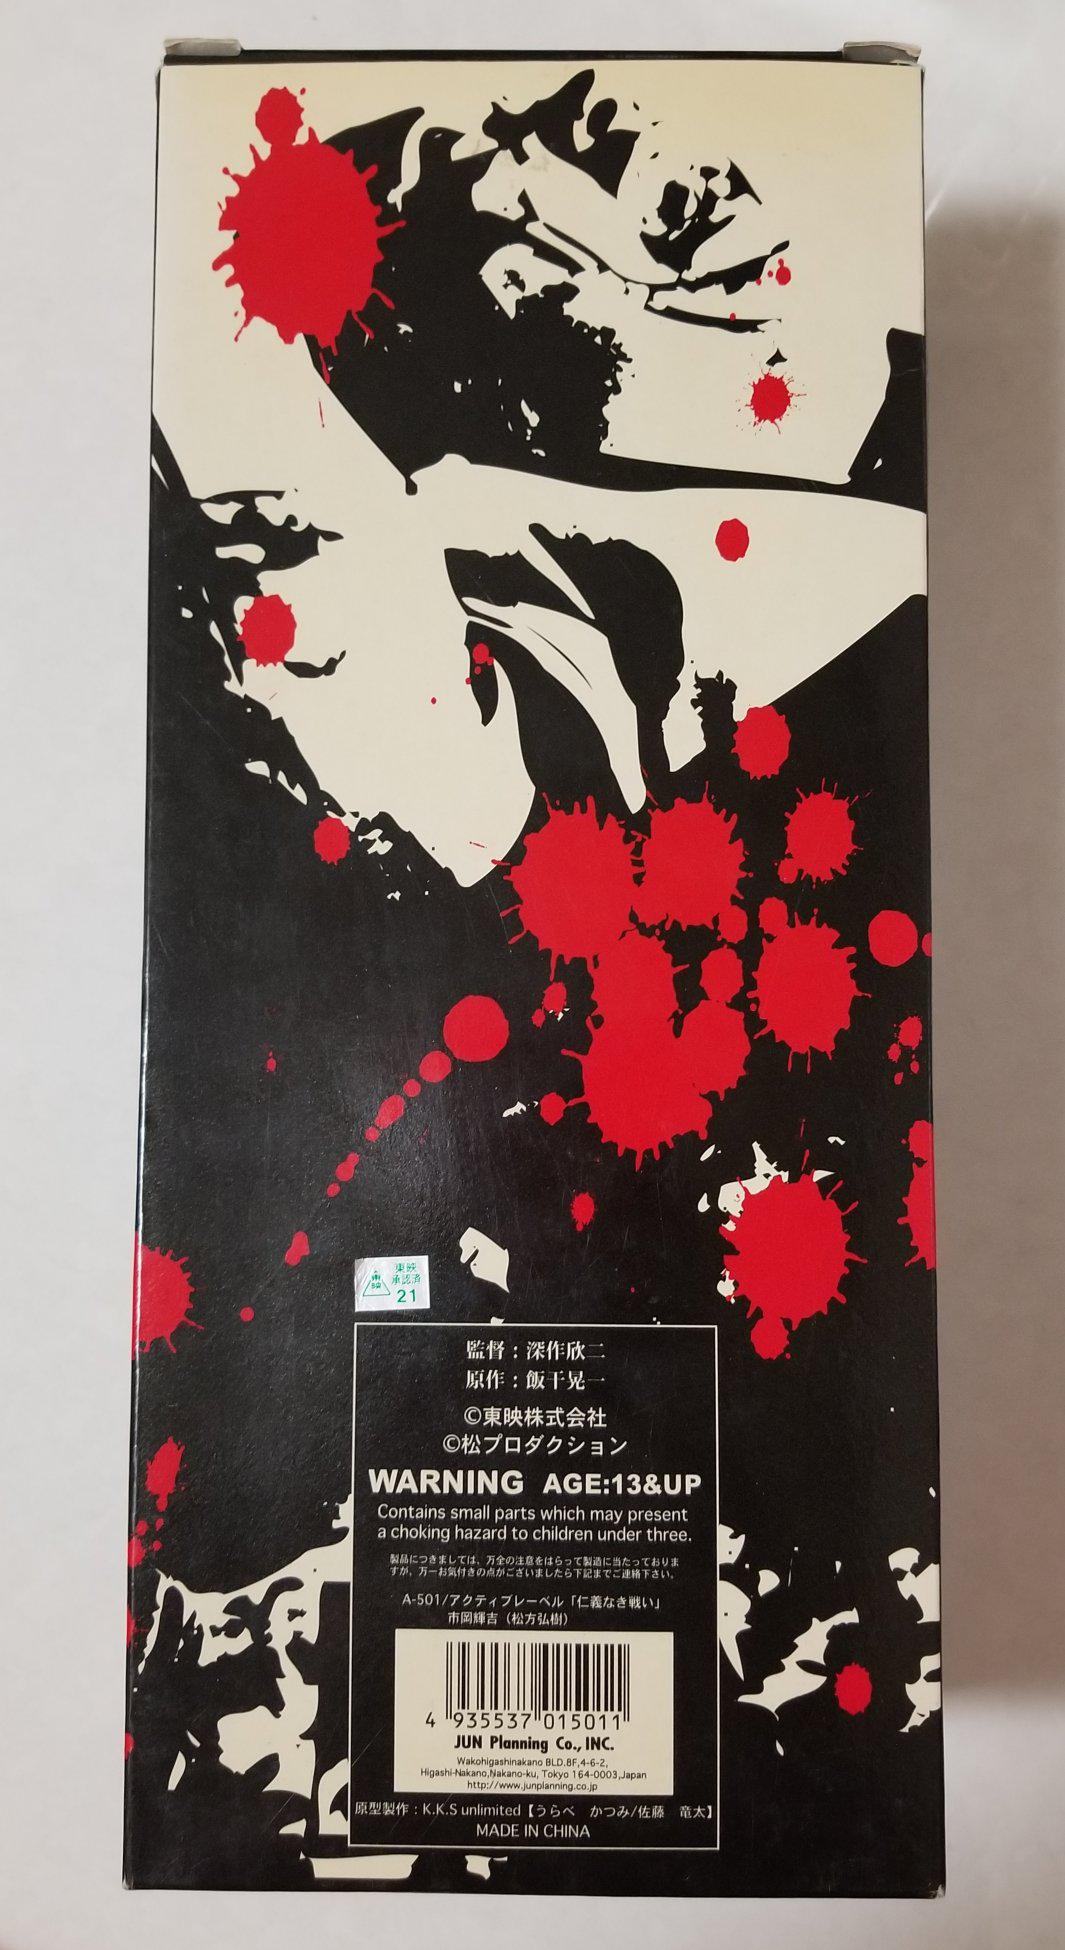 東映
東映
承認済
21
監督：深作欣二
原作：飯干晃一
©東映株式会社
©松プロダクション
WARNING AGE:13&UP
Contains small parts which may present
a choking hazard to children under three.
製品につきましては、万全の注意をはらって製造に当たっておりま
すが、万一お気付きの点がございましたら下記までご連絡下さい。
A-501/アクティブレーベル「仁義なき戦い」
市岡輝吉（松方弘樹）
4 935537 015011
JUN Planning Co., INC.
Wakohigashinakano BLD.8F,4-6-2,
Higashi-Nakano,Nakano-ku, Tokyo 164-0003,Japan
http://www.junplanning.co.jp
原型製作：K.K.S unlimited【うらべ　かつみ/佐藤　竜太】
MADE IN CHINA